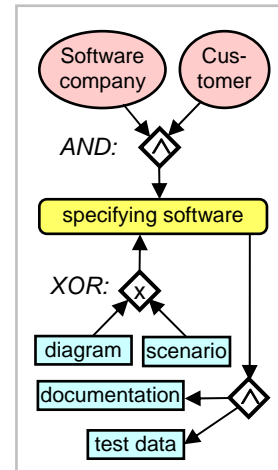 Software
company
Cus-
tomer
AND:
^
specifying software
XOR:
x
diagram
scenario
documentation
^
test data